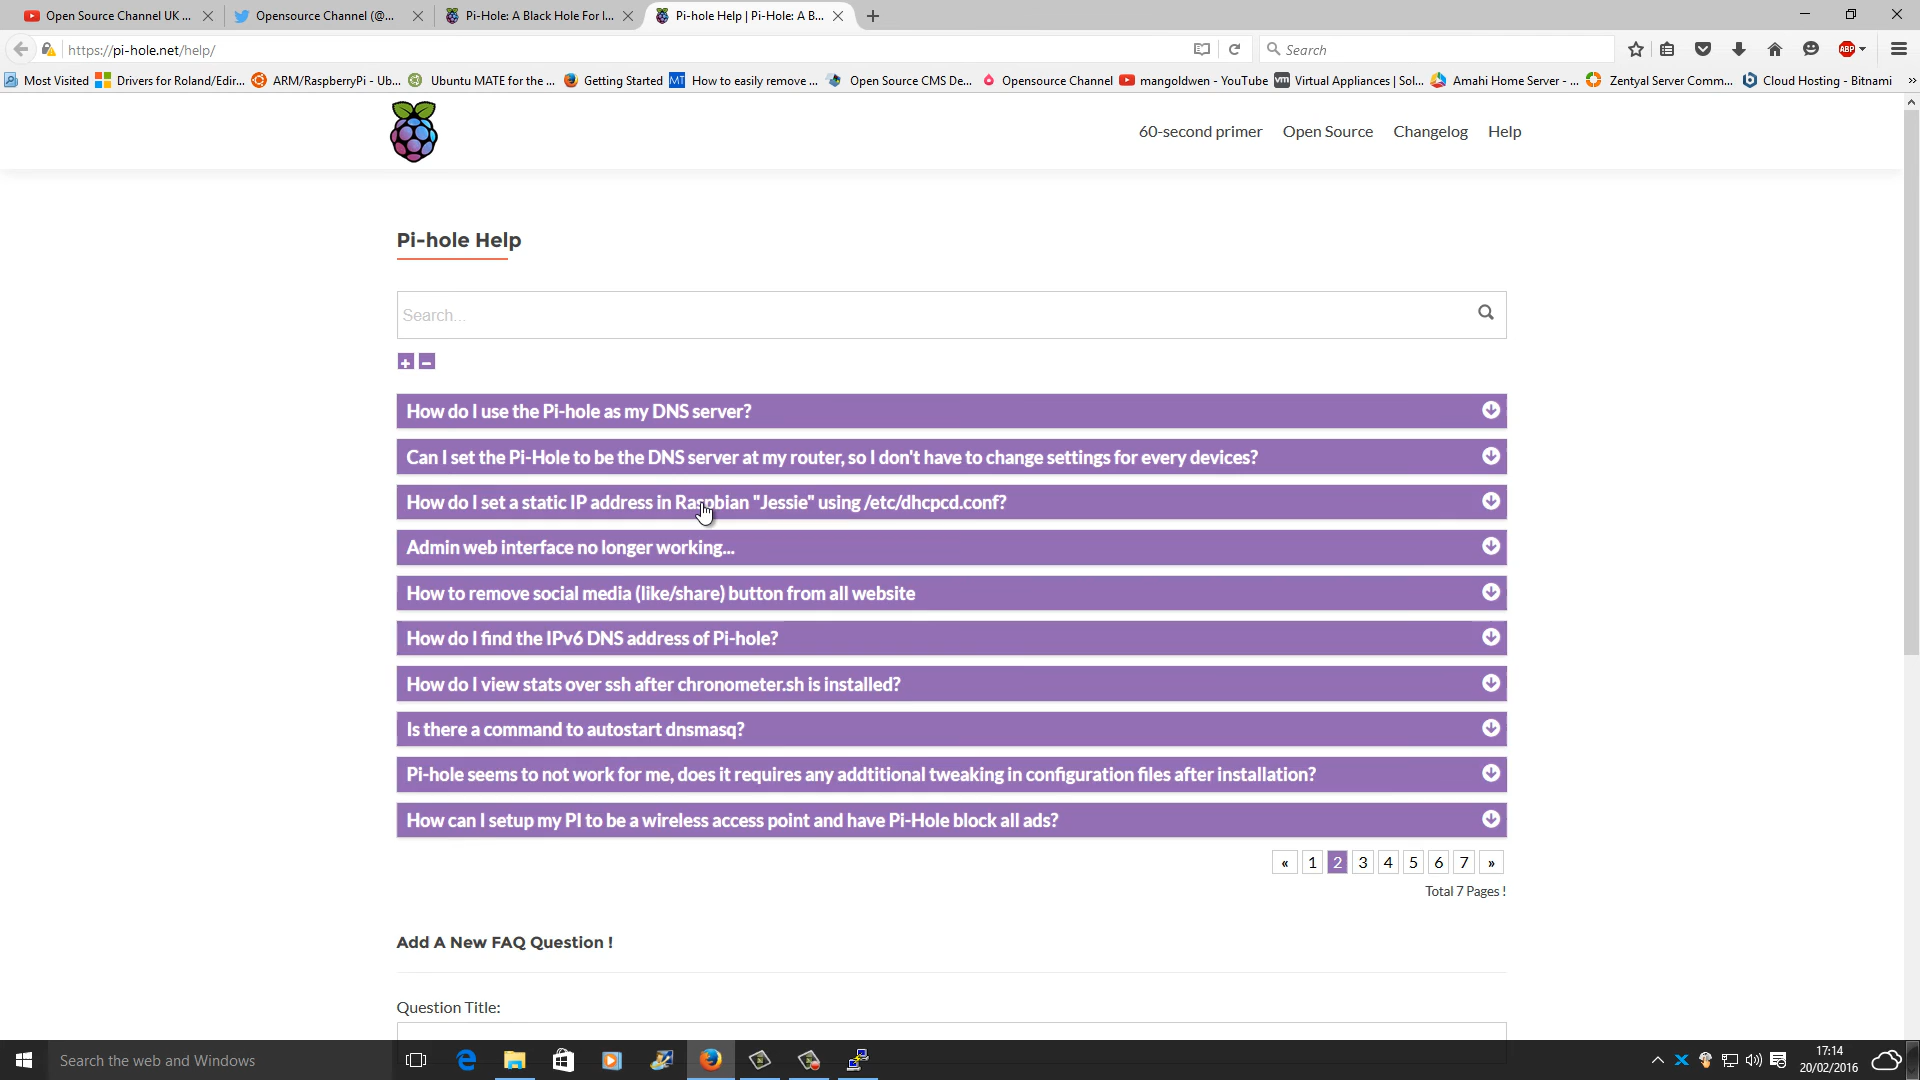 Open Source Channel UK ...
Opensource Channel (@...
Pi-Hole: A Black Hole For I...
Pi-hole Help | Pi-Hole: A B...
https://pi-hole.net/help/
Search
ABP
Most Visited
Drivers for Roland/Edir...
ARM/RaspberryPi - Ub...
Ubuntu MATE for the ...
Getting Started
MT
How to easily remove ...
Open Source CMS De...
Opensource Channel
mangoldwen - YouTube
vm
Virtual Appliances | Sol...
Amahi Home Server - ...
Zentyal Server Comm...
Cloud Hosting - Bitnami
»
60-second primer
Open Source
Changelog
Help
Pi-hole Help
Search...
How do I use the Pi-hole as my DNS server?
Can I set the Pi-Hole to be the DNS server at my router, so I don't have to change settings for every devices?
How do I set a static IP address in Raspbian "Jessie" using /etc/dhcpcd.conf?
Admin web interface no longer working...
How to remove social media (like/share) button from all website
How do I find the IPv6 DNS address of Pi-hole?
How do I view stats over ssh after chronometer.sh is installed?
Is there a command to autostart dnsmasq?
Pi-hole seems to not work for me, does it requires any addtitional tweaking in configuration files after installation?
How can I setup my PI to be a wireless access point and have Pi-Hole block all ads?
« 1 2 3 4 5 6 7 »
Total 7 Pages !
Add A New FAQ Question !
Question Title:
Search the web and Windows
17:14
20/02/2016